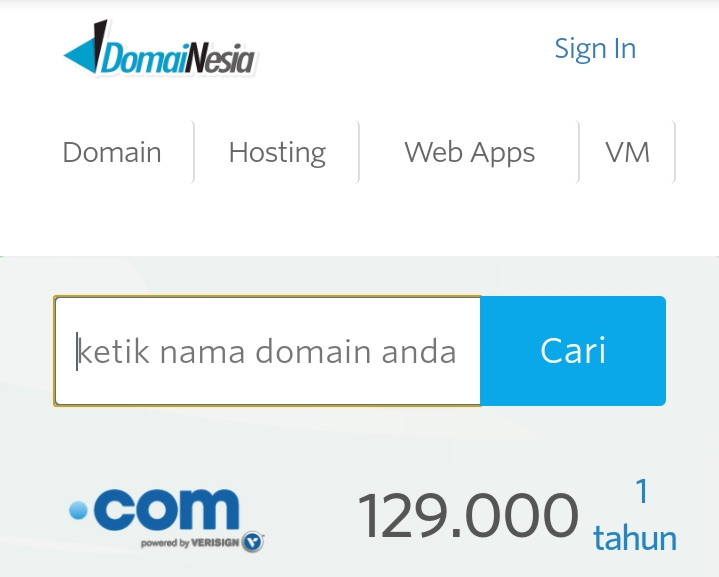 DomaiNesia
Sign In
Domain
Hosting
Web Apps
VM
ketik nama domain anda
Cari
.com
powered by VERISIGN
129.000
1
tahun